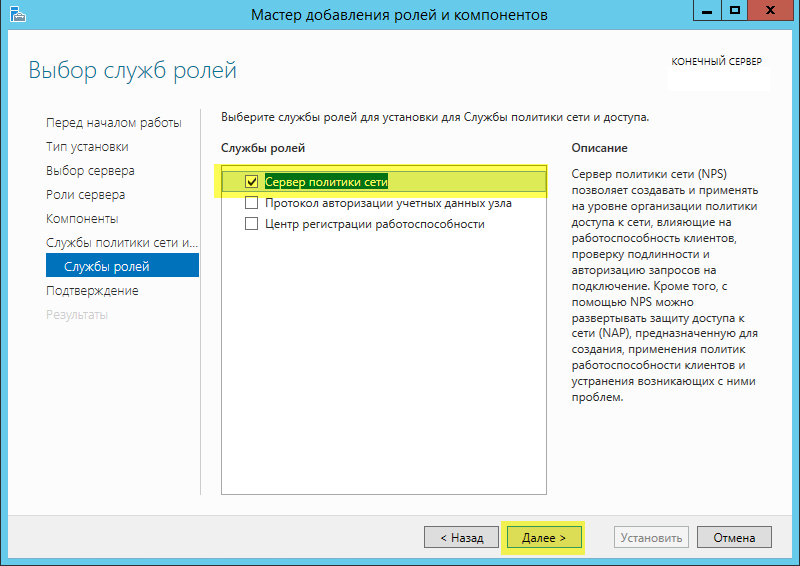 Мастер добавления ролей и компонентов
Выбор служб ролей
КОНЕЧНЫЙ СЕРВЕР
Перед началом работы
Тип установки
Выбор сервера
Роли сервера
Компоненты
Службы политики сети и...
Службы ролей
Подтверждение
Результаты
Выберите службы ролей для установки для Службы политики сети и доступа.
Службы ролей
Сервер политики сети
Протокол авторизации учетных данных узла
Центр регистрации работоспособности
Описание
Сервер политики сети (NPS)
позволяет создавать и применять
на уровне организации политики
доступа к сети, влияющие на
работоспособность клиентов,
проверку подлинности и
авторизацию запросов на
подключение. Кроме того, с
помощью NPS можно
развертывать защиту доступа к
сети (NAP), предназначенную для
создания, применения политик
работоспособности клиентов и
устранения возникающих с ними
проблем.
< Назад
Далее >
Установить
Отмена